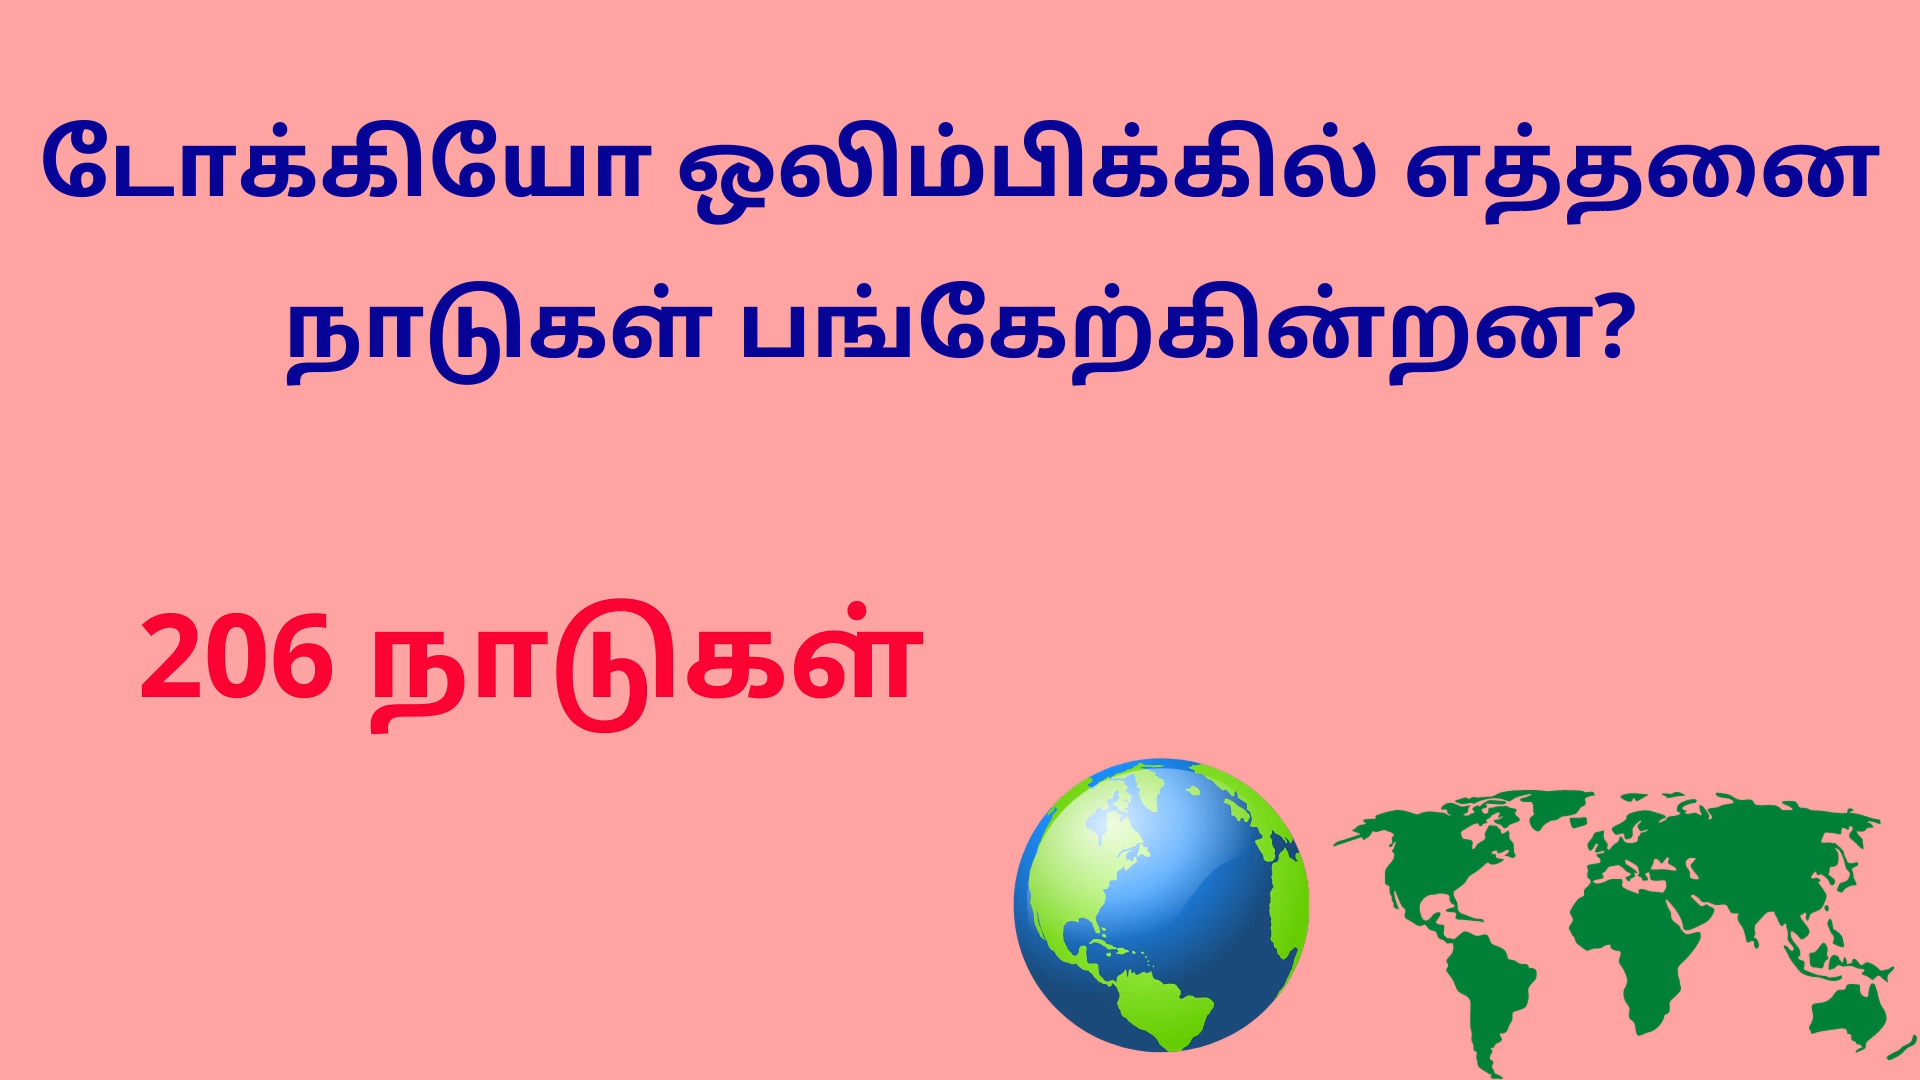 டோக்கியோ ஒலிம்பிக்கில் எத்தனை
நாடுகள் பங்கேற்கின்றன?
206 நாடுகள்